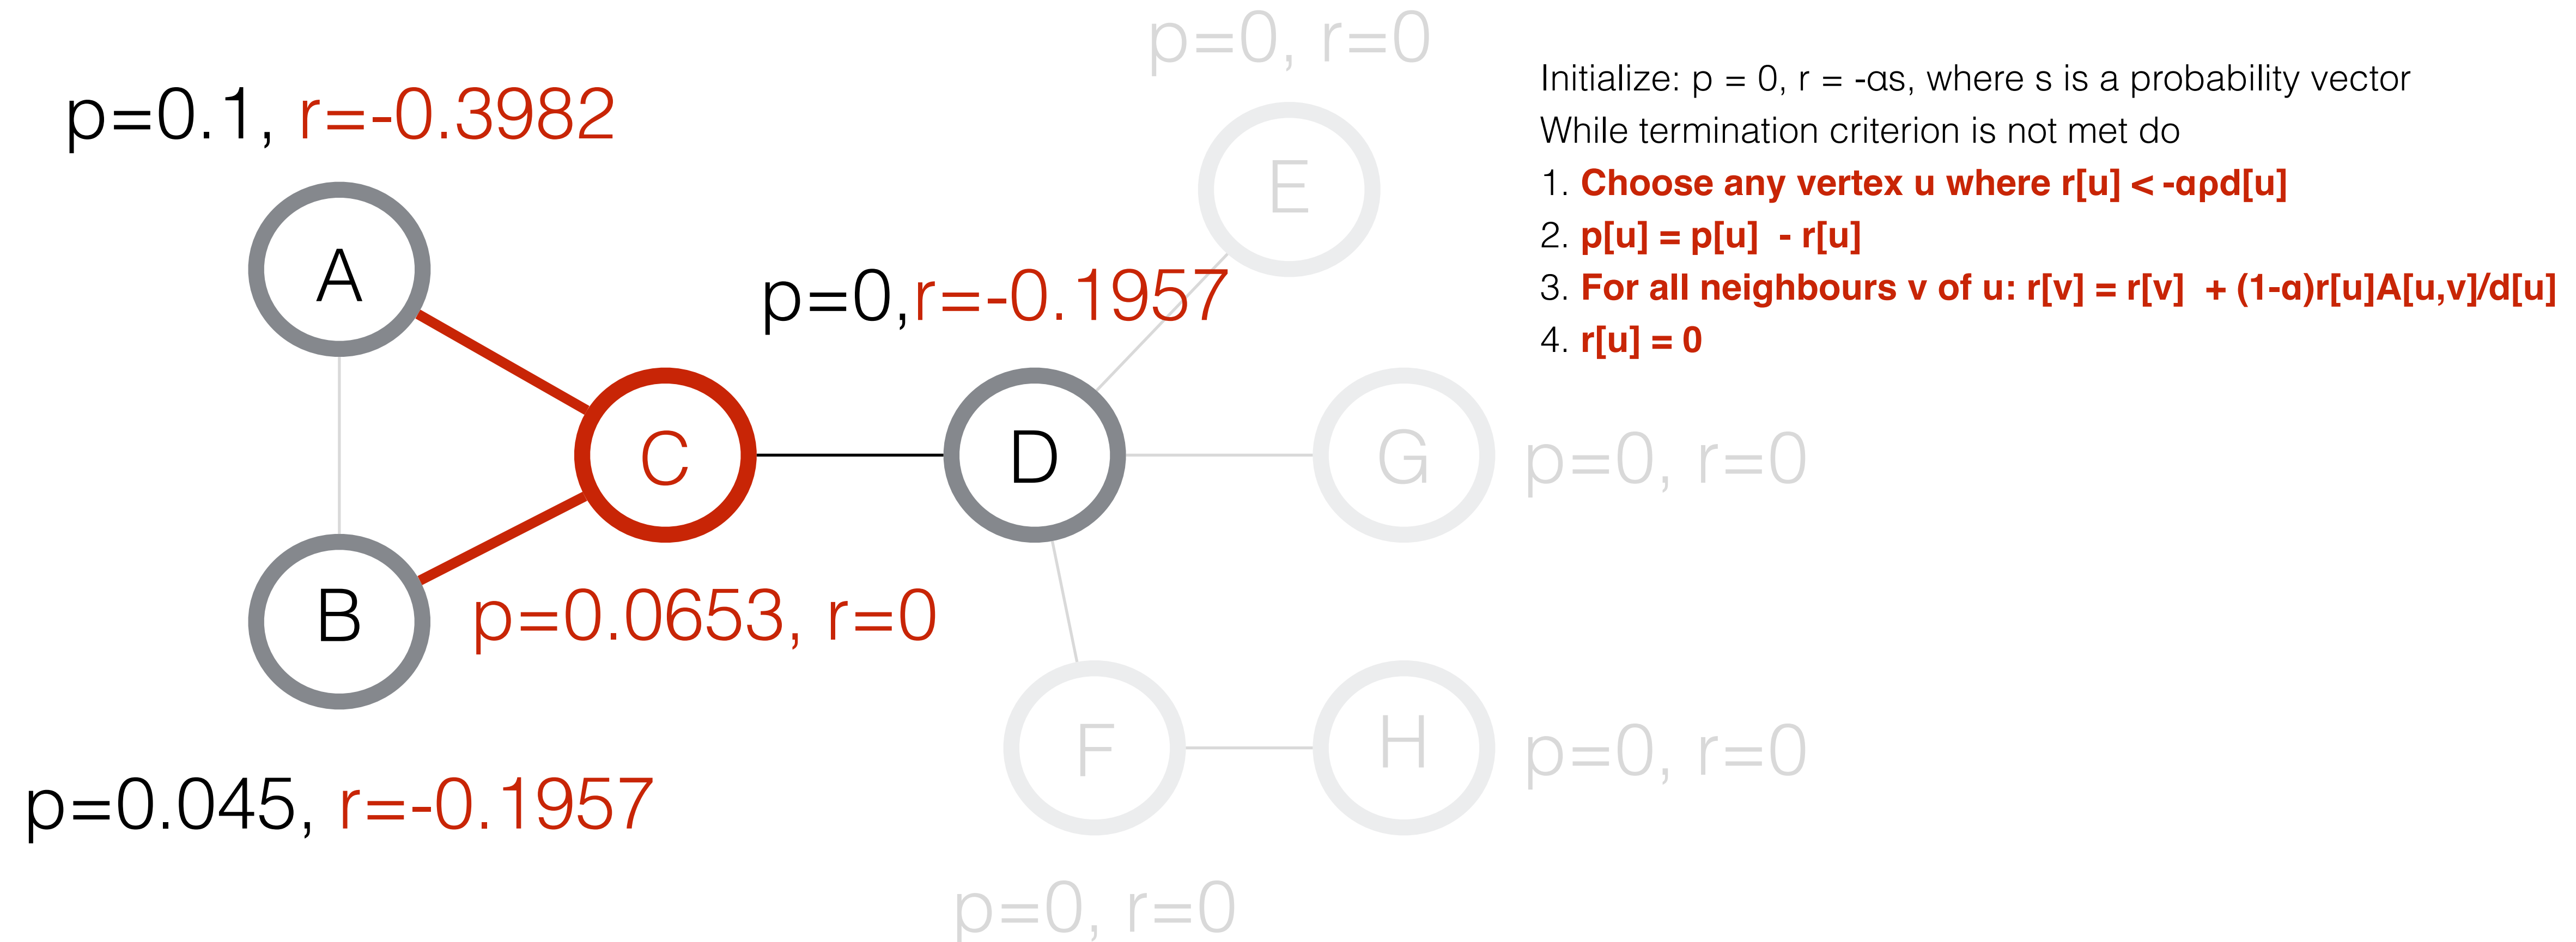 p=0, r=0
p=0.1, r=-0.3982
A
E
p=0,r=-0.1957
C
D
G
p=0, r=0
B
p=0.0653, r=0
F
H
p=0, r=0
p=0.045, r=-0.1957
p=0, r=0
Initialize: p = 0, r = -αs, where s is a probability vector
While termination criterion is not met do
1. Choose any vertex u where r[u] < -αρd[u]
2. p[u] = p[u] - r[u]
3. For all neighbours v of u: r[v] = r[v] + (1-α)r[u]A[u,v]/d[u]
4. r[u] = 0